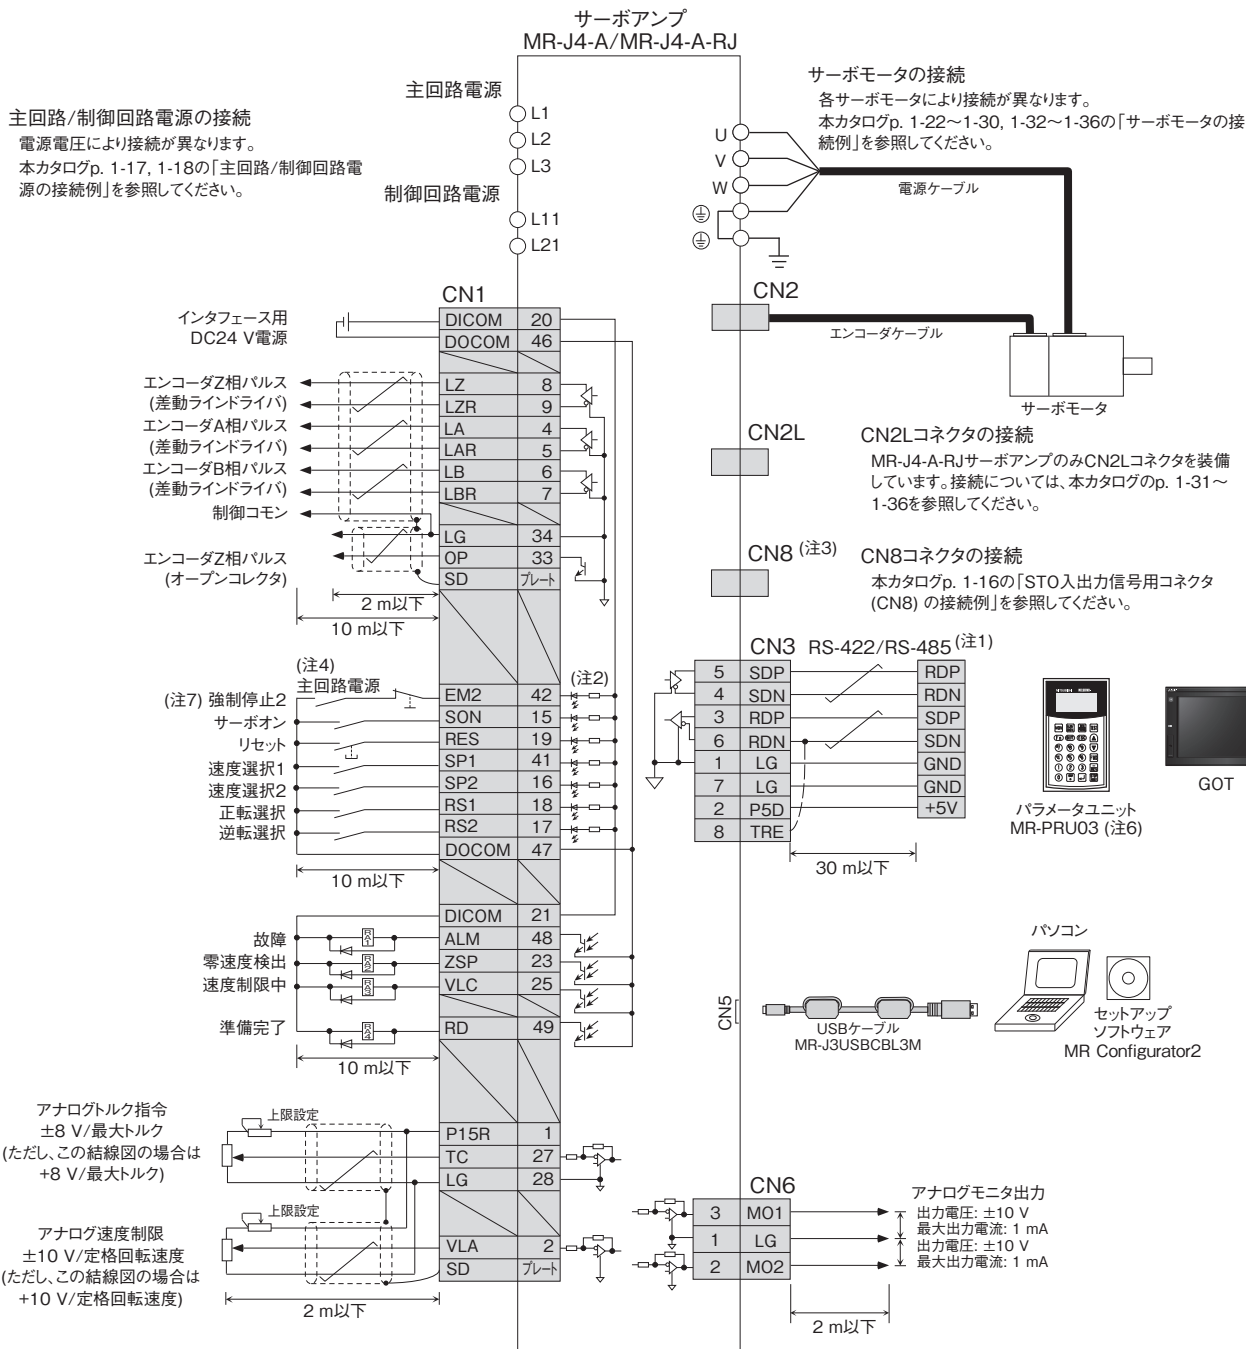 サーボアンプ
MR-J4-A/MR-J4-A-RJ
主回路/制御回路電源の接続
電源電圧により接続が異なります。
本カタログp. 1-17, 1-18の「主回路/制御回路電
源の接続例」を参照してください。
主回路電源
L1
L2
L3
制御回路電源
L11
L21
サーボモータの接続
各サーボモータにより接続が異なります。
本カタログp. 1-22～1-30, 1-32～1-36の「サーボモータの接
続例」を参照してください。
U
V
W
電源ケーブル
CN2
エンコーダケーブル
サーボモータ
CN2L
CN2Lコネクタの接続
MR-J4-A-RJサーボアンプのみCN2Lコネクタを装備
しています。接続については、本カタログのp. 1-31～
1-36を参照してください。
CN8 (注3)
CN8コネクタの接続
本カタログp. 1-16の「STO入出力信号用コネクタ
(CN8) の接続例」を参照してください。
CN1
インタフェース用
DC24 V電源
DICOM 20
DOCOM 46
エンコーダZ相パルス
(差動ラインドライバ)
LZ 8
LZR 9
エンコーダA相パルス
(差動ラインドライバ)
LA 4
LAR 5
エンコーダB相パルス
(差動ラインドライバ)
LB 6
LBR 7
制御コモン
LG 34
エンコーダZ相パルス
(オープンコレクタ)
OP 33
SD プレート
2 m以下
10 m以下
(注4)
主回路電源
(注2)
(注7) 強制停止2 EM2 42
サーボオン SON 15
リセット RES 19
速度選択1 SP1 41
速度選択2 SP2 16
正転選択 RS1 18
逆転選択 RS2 17
DOCOM 47
10 m以下
DICOM 21
故障 RA1 ALM 48
零速度検出 RA2 ZSP 23
速度制限中 RA3 VLC 25
準備完了 RA4 RD 49
10 m以下
アナログトルク指令
±8 V/最大トルク
(ただし、この結線図の場合は
+8 V/最大トルク)
上限設定
P15R 1
TC 27
LG 28
アナログ速度制限
±10 V/定格回転速度
(ただし、この結線図の場合は
+10 V/定格回転速度)
上限設定
VLA 2
SD プレート
2 m以下
CN3 RS-422/RS-485 (注1)
5 SDP RDP
4 SDN RDN
3 RDP SDP
6 RDN SDN
1 LG GND
7 LG GND
2 P5D +5V
8 TRE
30 m以下
パラメータユニット
MR-PRU03 (注6)
GOT
CN5
USBケーブル
MR-J3USBCBL3M
パソコン
セットアップ
ソフトウェア
MR Configurator2
CN6
3 MO1
1 LG
2 MO2
アナログモニタ出力
出力電圧: ±10 V
最大出力電流: 1 mA
出力電圧: ±10 V
最大出力電流: 1 mA
2 m以下